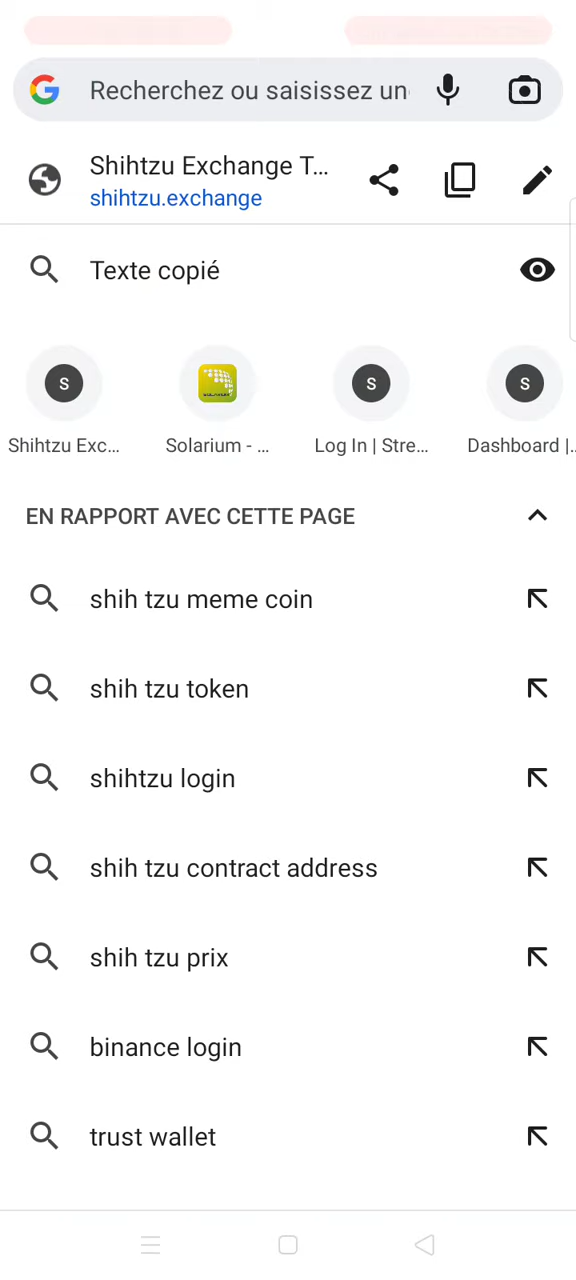 Recherchez ou saisissez un
Shihtzu Exchange T...
shihtzu.exchange
Texte copié
S
S
S
Shihtzu Exc...
Solarium - ...
Log In | Stre...
Dashboard |..
EN RAPPORT AVEC CETTE PAGE
shih tzu meme coin
shih tzu token
shihtzu login
shih tzu contract address
shih tzu prix
binance login
trust wallet